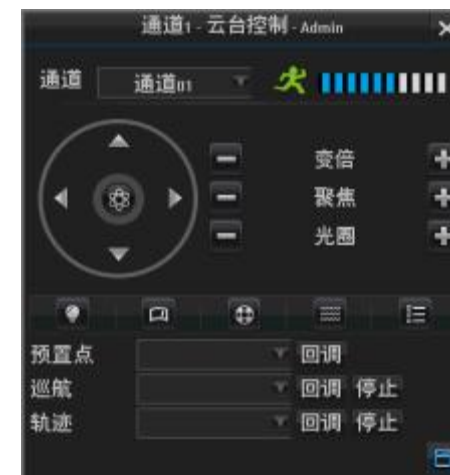 通道1 - 云台控制 - Admin
通道 通道01
变倍
聚焦
光圈
预置点 回调
巡航 回调 停止
轨迹 回调 停止